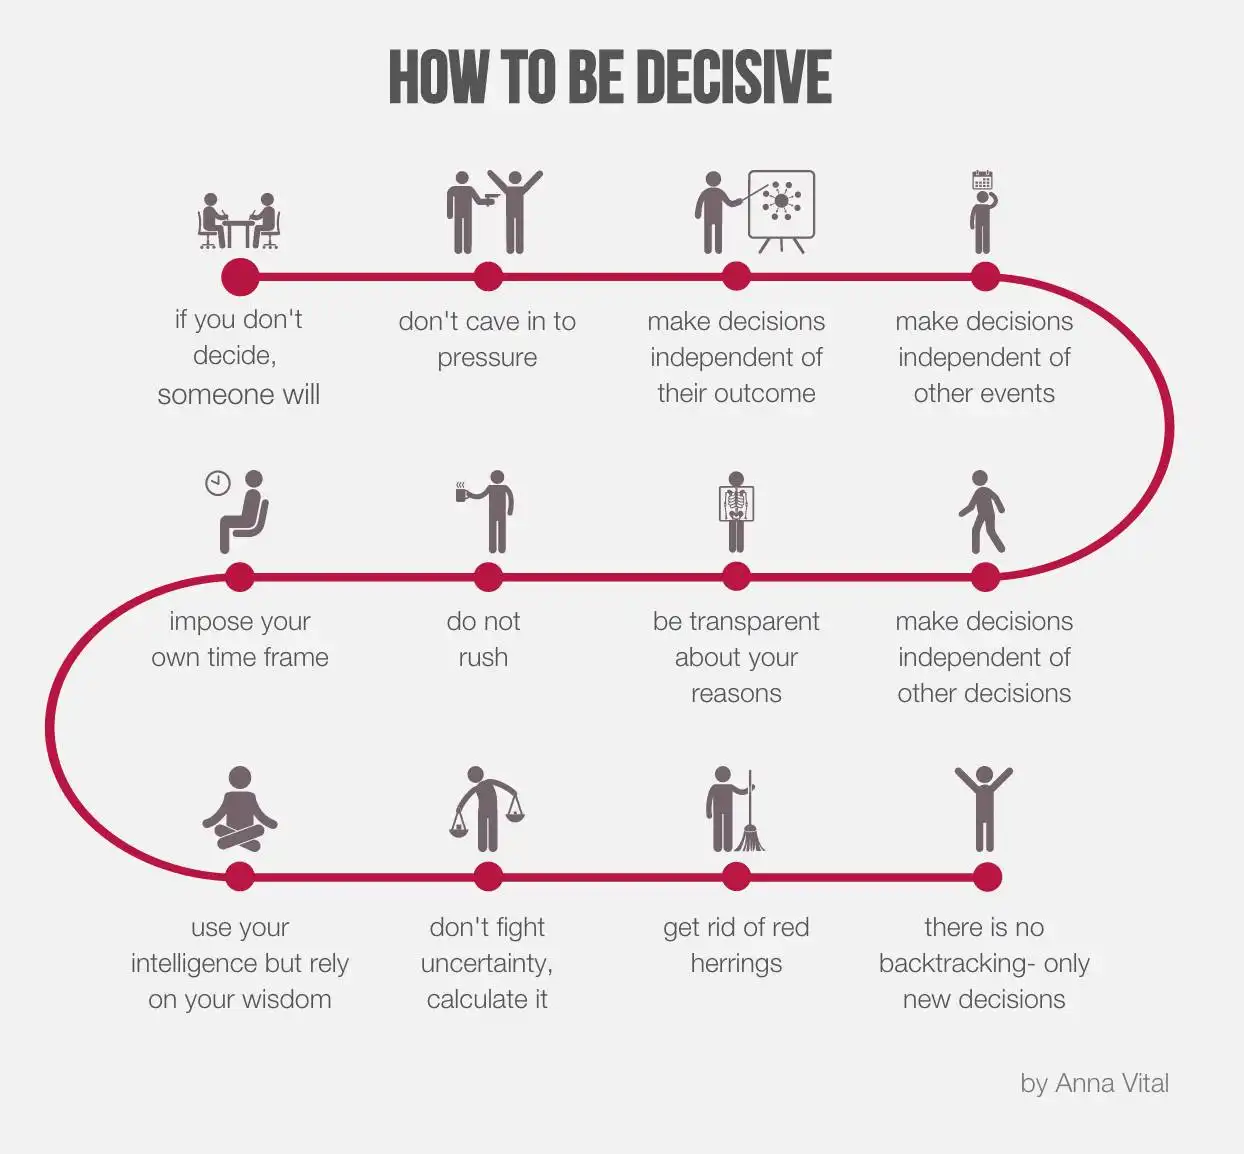 HOW TO BE DECISIVE
if you don't
decide,
someone will
don't cave in to
pressure
make decisions
independent of
their outcome
make decisions
independent of
other events
make decisions
independent of
other decisions
be transparent
about your
reasons
do not
rush
impose your
own time frame
use your
intelligence but rely
on your wisdom
don't fight
uncertainty,
calculate it
get rid of red
herrings
there is no
backtracking- only
new decisions
by Anna Vital